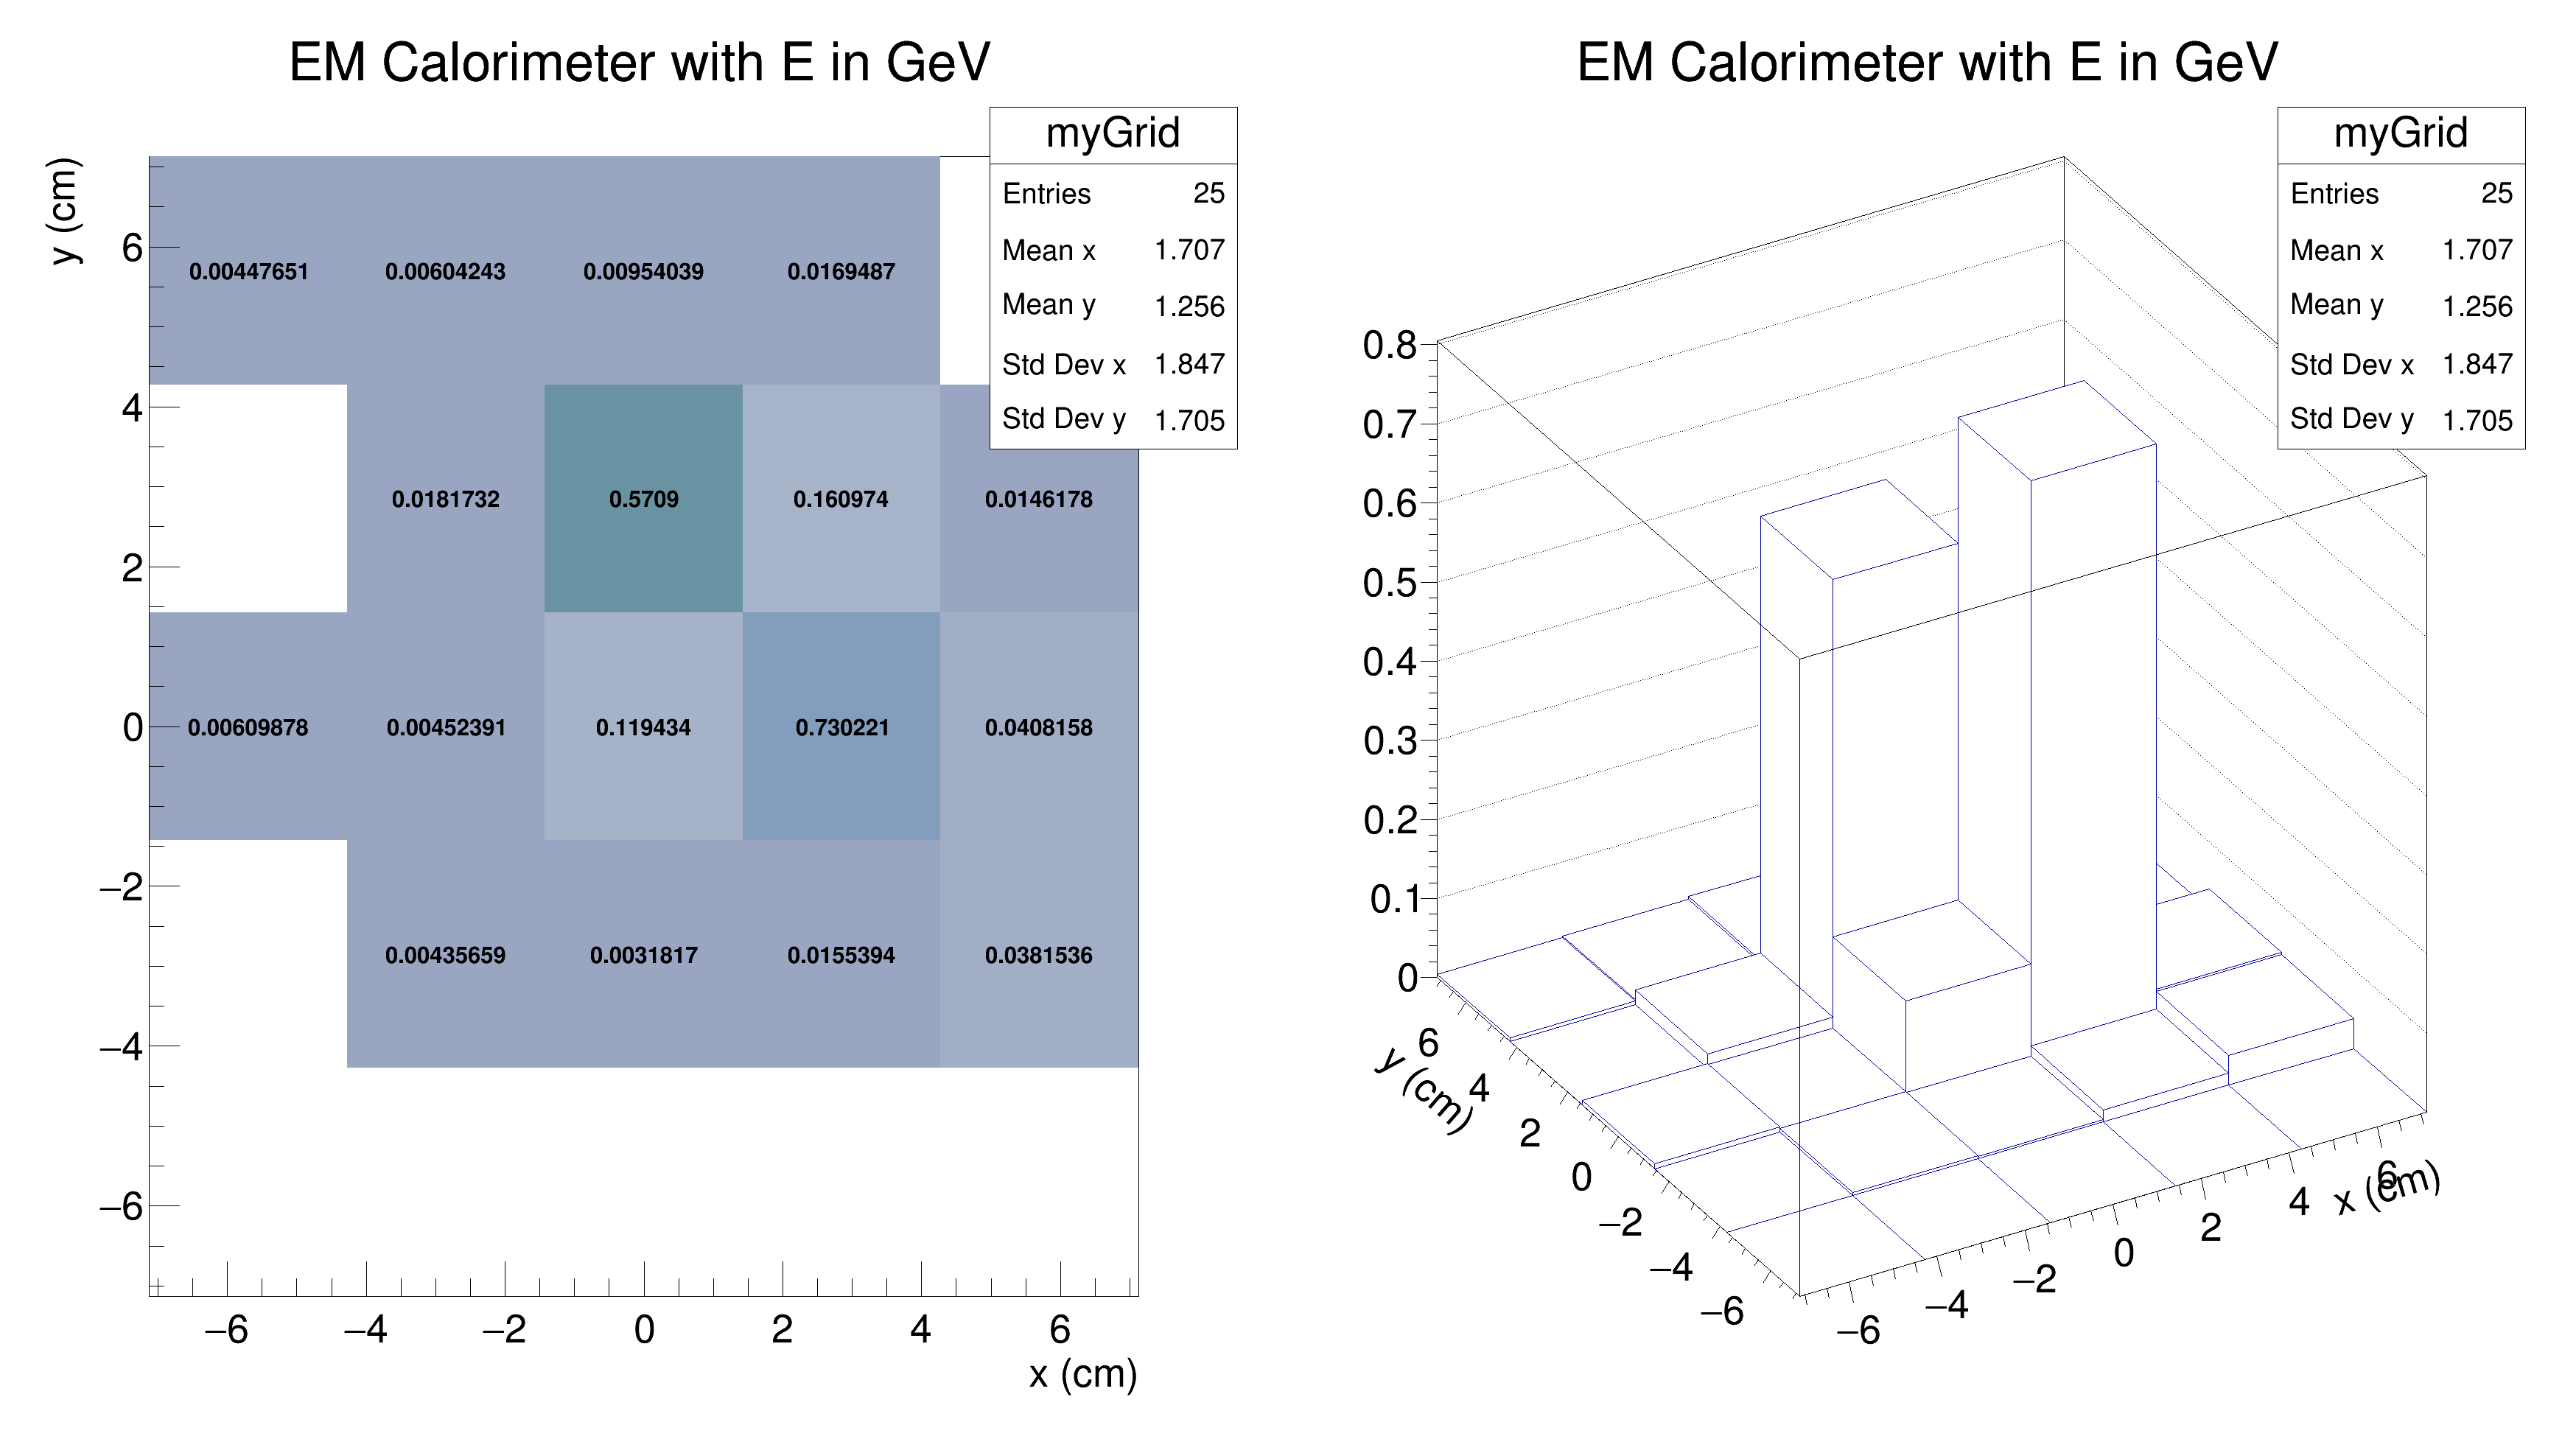 EM Calorimeter with E in GeV
myGrid
Entries 25
Mean x 1.707
Mean y 1.256
Std Dev x 1.847
Std Dev y 1.705
y (cm)
6
4
2
0
−2
−4
−6
0.00447651 0.00604243 0.00954039 0.0169487
0.0181732 0.5709 0.160974 0.0146178
0.00609878 0.00452391 0.119434 0.730221 0.0408158
0.00435659 0.0031817 0.0155394 0.0381536
−6 −4 −2 0 2 4 6
x (cm)
EM Calorimeter with E in GeV
myGrid
Entries 25
Mean x 1.707
Mean y 1.256
Std Dev x 1.847
Std Dev y 1.705
0.8
0.7
0.6
0.5
0.4
0.3
0.2
0.1
0
y (cm)
6
4
2
0
−2
−4
−6
−6 −4 −2 0 2 4 6
x (cm)